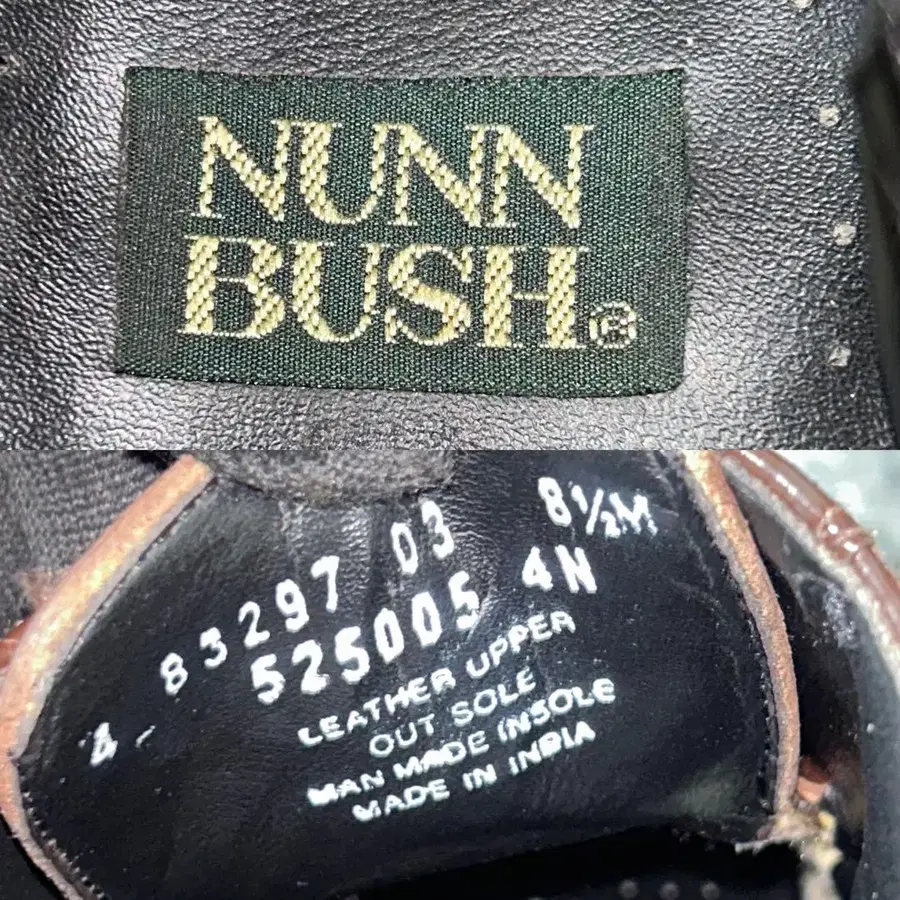 NUNN
BUSH®
83297 03 8½M
525005 4N
LEATHER UPPER
OUT SOLE
MAN MADE INSOLE
MADE IN INDIA